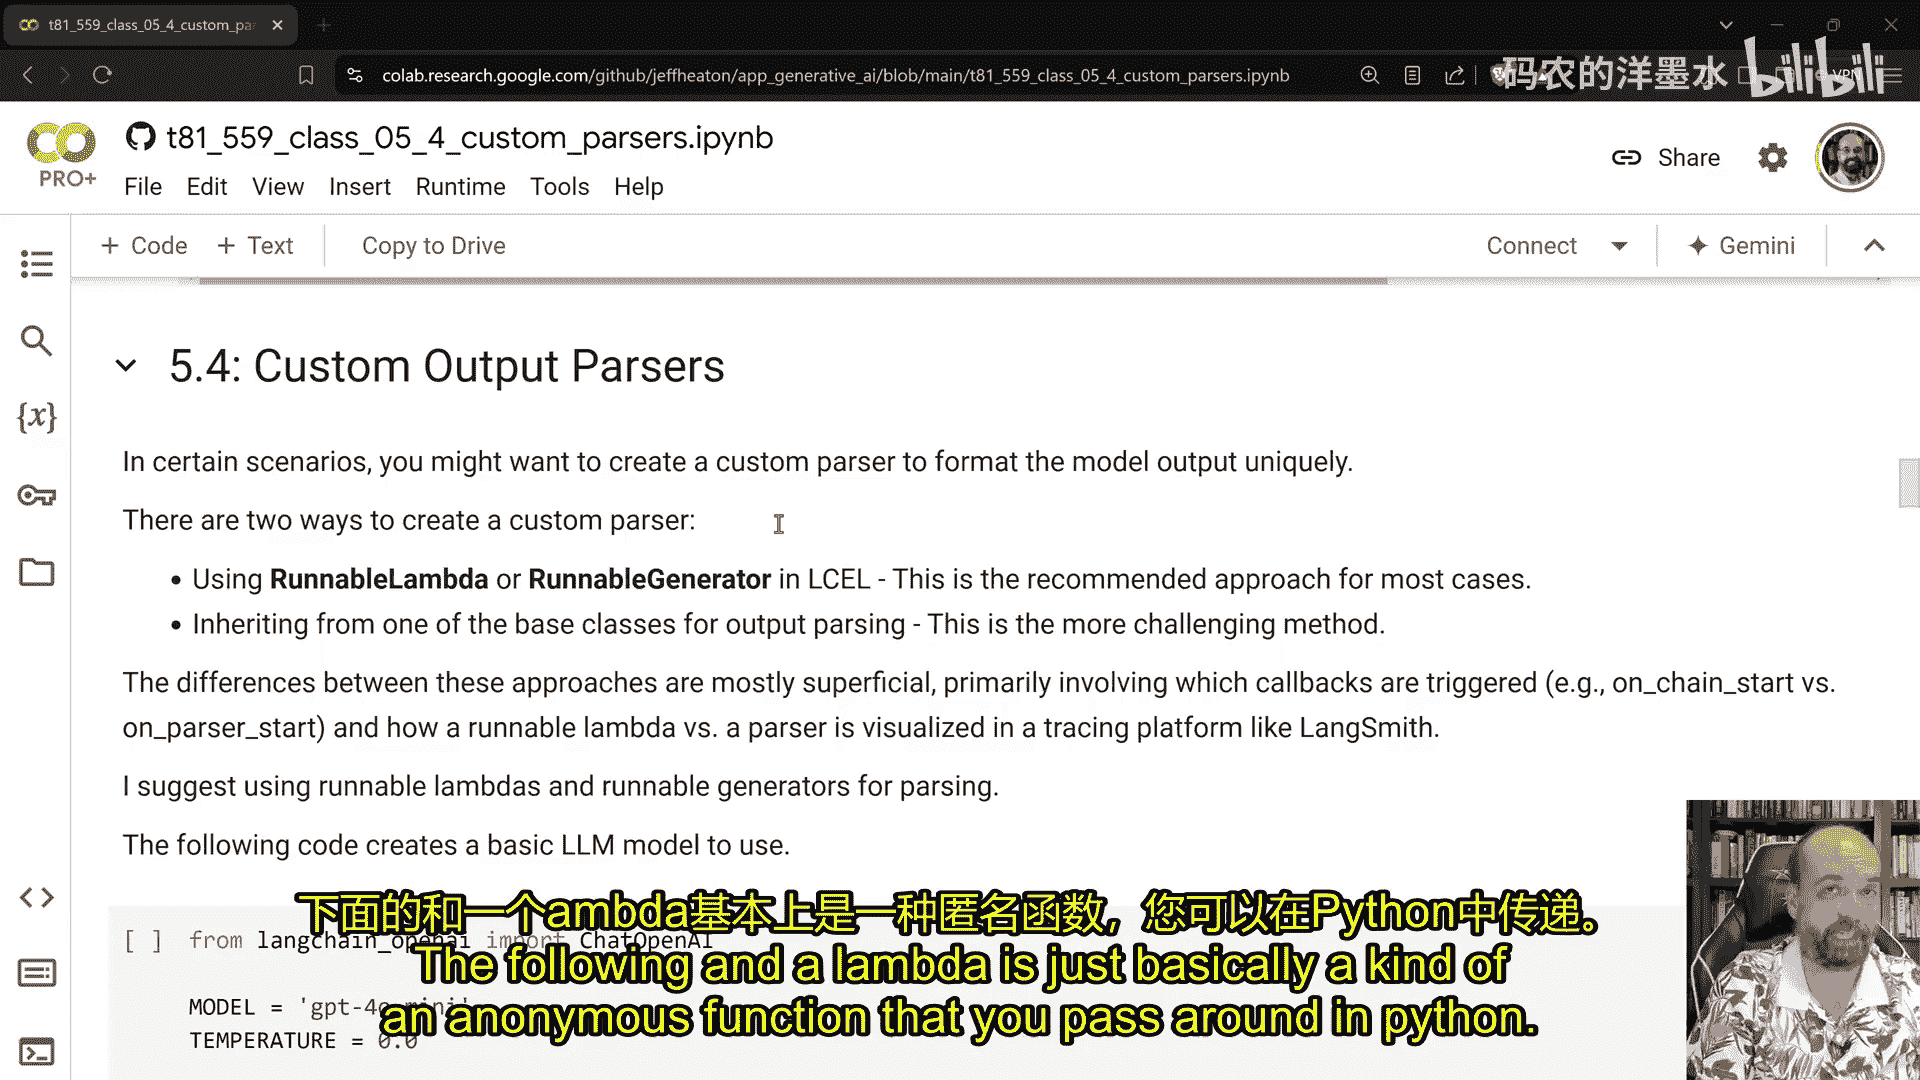 t81_559_class_05_4_custom_pa
colab.research.google.com/github/jeffheaton/app_generative_ai/blob/main/t81_559_class_05_4_custom_parsers.ipynb
VPN
码农的洋墨水 bilibili
t81_559_class_05_4_custom_parsers.ipynb
PRO+
File Edit View Insert Runtime Tools Help
Share
+ Code + Text Copy to Drive
Connect Gemini
5.4: Custom Output Parsers
In certain scenarios, you might want to create a custom parser to format the model output uniquely.
There are two ways to create a custom parser:
• Using RunnableLambda or RunnableGenerator in LCEL - This is the recommended approach for most cases.
• Inheriting from one of the base classes for output parsing - This is the more challenging method.
The differences between these approaches are mostly superficial, primarily involving which callbacks are triggered (e.g., on_chain_start vs.
on_parser_start) and how a runnable lambda vs. a parser is visualized in a tracing platform like LangSmith.
I suggest using runnable lambdas and runnable generators for parsing.
The following code creates a basic LLM model to use.
下面的和一个ambda基本上是一种匿名函数，您可以在Python中传递。
[ ] from langchain_openai import ChatOpenAI
The following and a lambda is just basically a kind of
MODEL = 'gpt-4o-mini'
an anonymous function that you pass around in python.
TEMPERATURE = 0.0